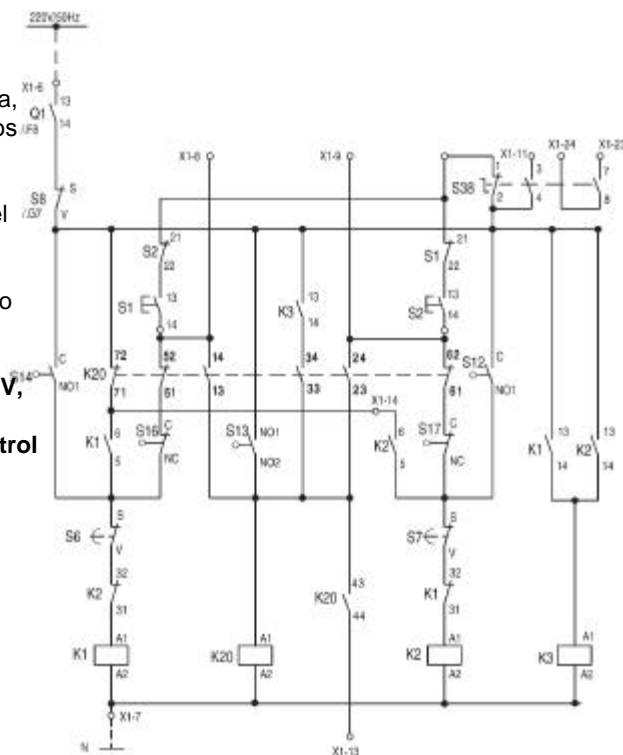 220V/50Hz
X1-6
13
Q1
/.F8
14
a,
os
X1-8
X1-9
X1-11
X1-24
X1-23
1
3
7
S38
2
4
8
S
S8
/.G7
V
el
21
S2
22
21
S1
22
o
13
S1
14
13
K3
14
13
S2
14
C
S14
NO1
72
K20
71
52
61
14
13
34
33
24
23
62
61
S12
C
NO1
V,
trol
X1-14
6
K1
5
C
S16
NC
NO1
S13
NO2
6
K2
5
C
S17
NC
13
K1
14
13
K2
14
S
S6
V
S
S7
V
32
K2
31
43
K20
44
32
K1
31
A1
K1
A2
A1
K20
A2
A1
K2
A2
A1
K3
A2
X1-7
N
X1-13